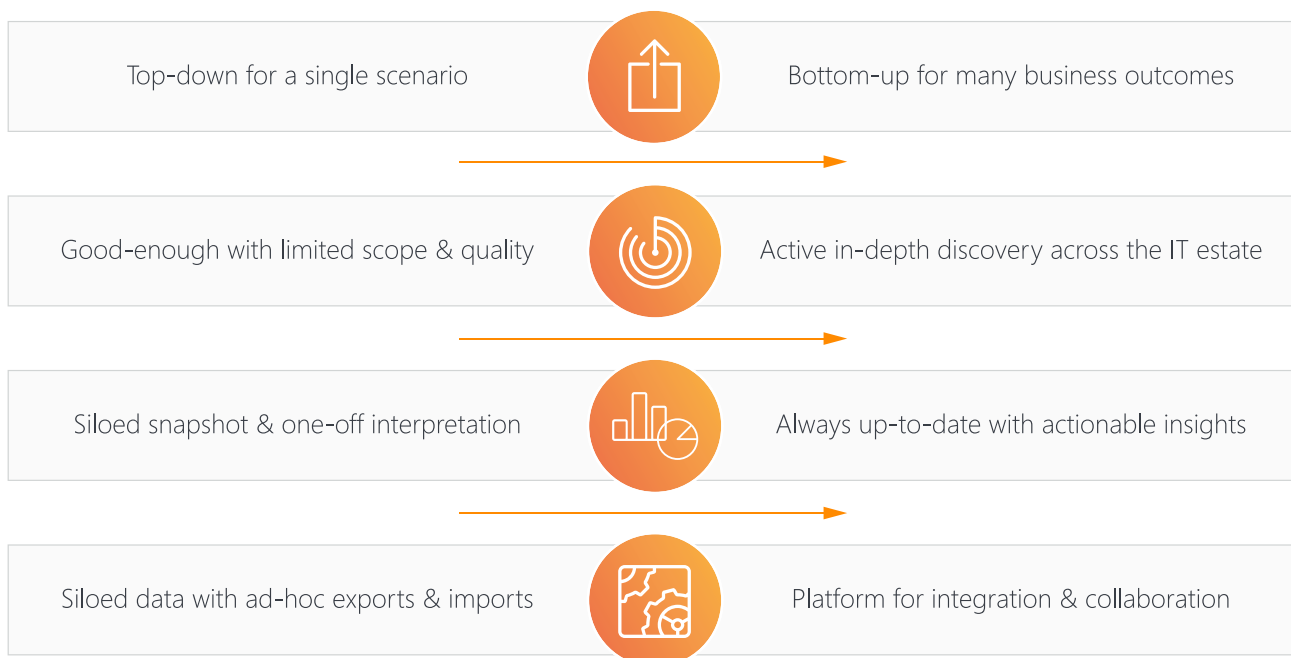 Top-down for a single scenario
Bottom-up for many business outcomes
Good-enough with limited scope & quality
Active in-depth discovery across the IT estate
Siloed snapshot & one-off interpretation
Always up-to-date with actionable insights
Siloed data with ad-hoc exports & imports
Platform for integration & collaboration